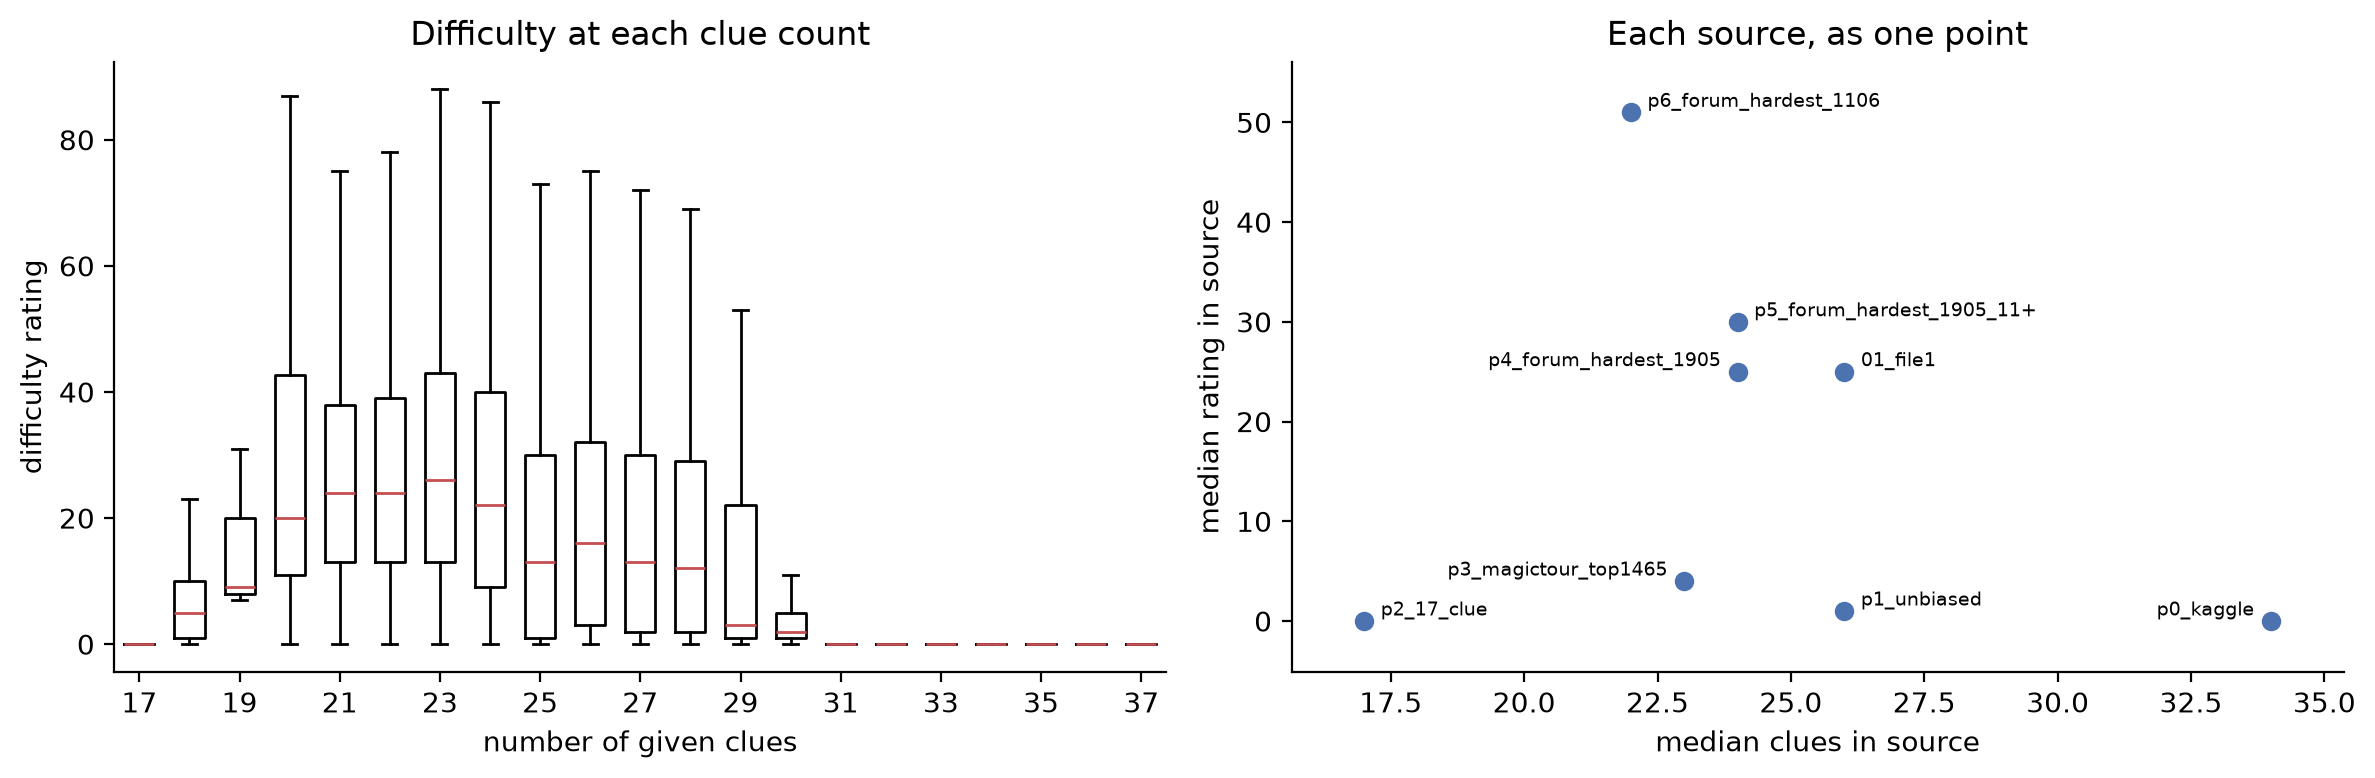 Difficulty at each clue count
difficulty rating
80
60
40
20
0
17 19 21 23 25 27 29 31 33 35 37
number of given clues
Each source, as one point
median rating in source
50
40
30
20
10
0
p6_forum_hardest_1106
p5_forum_hardest_1905_11+
p4_forum_hardest_1905
01_file1
p3_magictour_top1465
p1_unbiased
p2_17_clue
p0_kaggle
17.5 20.0 22.5 25.0 27.5 30.0 32.5 35.0
median clues in source